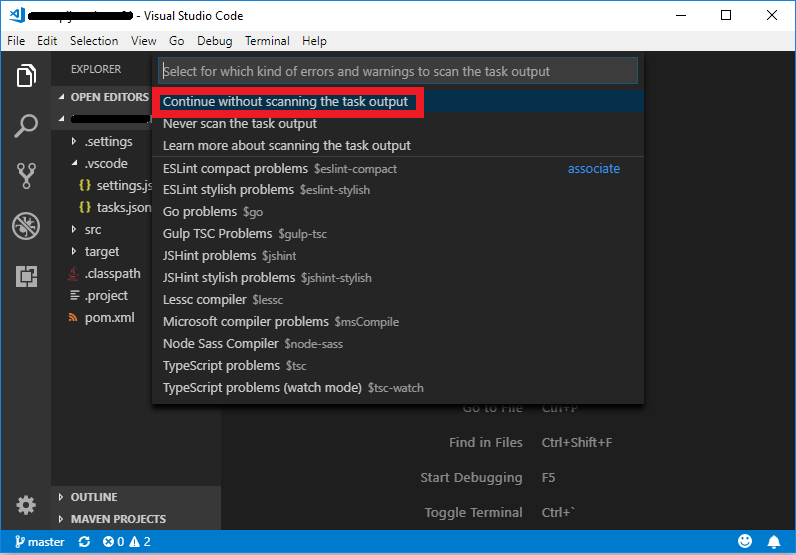 - Visual Studio Code
File Edit Selection View Go Debug Terminal Help
EXPLORER
OPEN EDITORS
.settings
.vscode
settings.js
tasks.json
src
target
.classpath
.project
pom.xml
OUTLINE
MAVEN PROJECTS
Select for which kind of errors and warnings to scan the task output
Continue without scanning the task output
Never scan the task output
Learn more about scanning the task output
ESLint compact problems $eslint-compact associate
ESLint stylish problems $eslint-stylish
Go problems $go
Gulp TSC Problems $gulp-tsc
JSHint problems $jshint
JSHint stylish problems $jshint-stylish
Lessc compiler $lessc
Microsoft compiler problems $msCompile
Node Sass Compiler $node-sass
TypeScript problems $tsc
TypeScript problems (watch mode) $tsc-watch
Go to File Ctrl+P
Find in Files Ctrl+Shift+F
Start Debugging F5
Toggle Terminal Ctrl+`
master 0 2